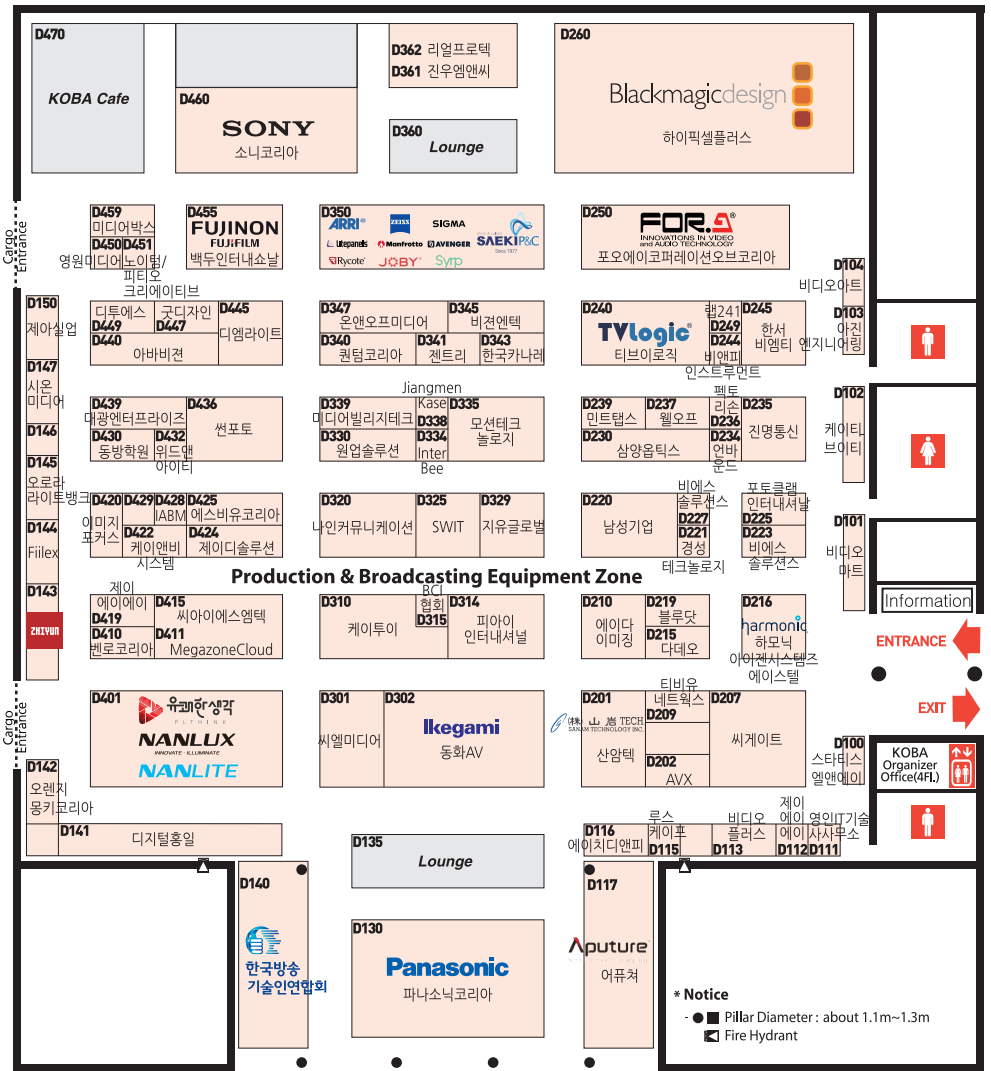 D470
KOBA Cafe
D460
SONY
소니코리아
D362 리얼프로텍
D361 진우엠앤씨
D360
Lounge
D260
Blackmagicdesign
하이픽셀플러스
Cargo
Entrance
D459
미디어박스
D450
D451
영원미디어
노이텀/
피티오
크리에이티브
D455
FUJINON
FUJIFILM
백두인터내쇼날
D350
ARRI
ZEISS
SIGMA
Litepanels
Manfrotto
AVENGER
SAEKI P&C
Since 1977
Rycote
JOBY
Syrp
D250
FOR.A
INNOVATIONS IN VIDEO
and AUDIO TECHNOLOGY
포오에이코퍼레이션오브코리아
D104
비디오아트
D103
아진
엔지니어링
D150
제아실업
D147
시온
미디어
D146
D145
오로라
라이트뱅크
D144
Fiilex
D143
ZHIYUN
디투에스
D449
굿디자인
D447
D440
아바비젼
D445
디엠라이트
D347
온앤오프미디어
D345
비젼엔텍
D340
퀀텀코리아
D341
젠트리
D343
한국카나레
D240
TVLogic
티브이로직
랩241
D249
D244
비앤피
인스트루먼트
D245
한서
비엠티
D439
대광엔터프라이즈
D436
썬포토
D430
동방학원
D432
위드앤
아이티
Jiangmen
Kase
D338
D339
미디어빌리지테크
D330
원업솔루션
D334
Inter
Bee
D335
모션테크
놀로지
D239
민트탭스
D237
웰오프
펙토
리손
D236
D230
삼양옵틱스
D234
언바
운드
D235
진명통신
D102
케이티
브이티
D420
이미지
포커스
D429
D428
IABM
D425
에스비유코리아
D422
케이앤비
시스템
D424
제이디솔루션
D320
나인커뮤니케이션
D325
SWIT
D329
지유글로벌
D220
남성기업
비에스
솔루션스
D227
D221
경성
테크놀로지
포토클램
인터내셔날
D225
D223
비에스
솔루션스
D101
비디오
마트
Production & Broadcasting Equipment Zone
Information
제이
에이에이
D419
D410
벤로코리아
D415
씨아이에스엠텍
D411
MegazoneCloud
D310
케이투이
BCI
협회
D315
D314
피아이
인터내셔널
D210
에이다
이미징
D219
블루닷
D215
다데오
D216
harmonic
하모닉
아이젠시스템즈
에이스텔
ENTRANCE
EXIT
Cargo
Entrance
D401
유쾌한생각
PLTHINK
NANLUX
INNOVATE · ILLUMINATE
NANLITE
D301
씨엘미디어
D302
Ikegami
동화AV
D201
(株) 山岩 TECH
SANAM TECHNOLOGY INC.
산암텍
티비유
네트웍스
D209
D202
AVX
D207
씨게이트
D100
스타티스
엘앤에이
KOBA
Organizer
Office(4Fl.)
D142
오렌지
몽키코리아
D141
디지털홍일
D135
Lounge
D116
에이치디앤피
루스
케이프
D115
비디오
플러스
D113
제이
에이
에이
D112
영인IT기술
사사무소
D111
D140
한국방송
기술인연합회
D130
Panasonic
파나소닉코리아
D117
Aputure
어퓨쳐
* Notice
- ● ■ Pillar Diameter : about 1.1m~1.3m
Fire Hydrant